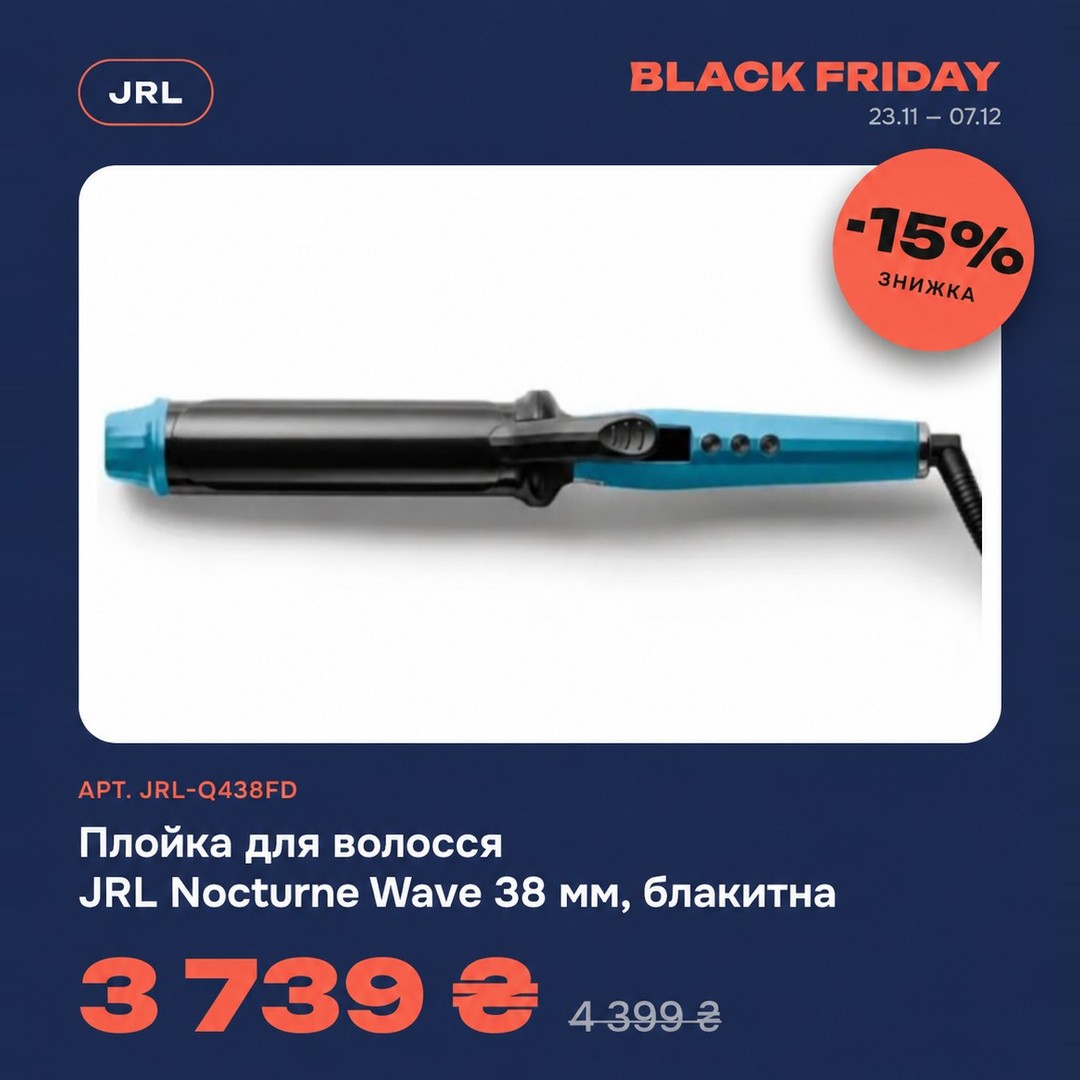 JRL
BLACK FRIDAY
23.11 – 07.12
-15%
ЗНИЖКА
АРТ. JRL-Q438FD
Плойка для волосся
JRL Nocturne Wave 38 мм, блакитна
3 739 ₴ 4 399 ₴